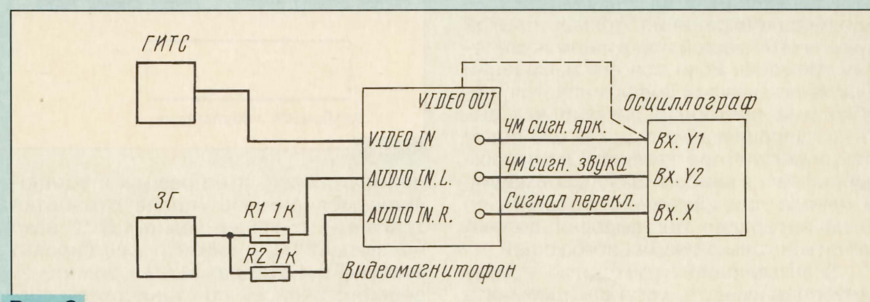 ГИТС
VIDEO OUT
Осциллограф
VIDEO IN
ЧМ сигн. ярк.
Вх. Y1
AUDIO IN. L.
ЧМ сигн. звука
Вх. Y2
ЗГ
R1 1к
AUDIO IN. R.
Сигнал перекл.
Вх. X
R2 1к
Видеомагнитофон